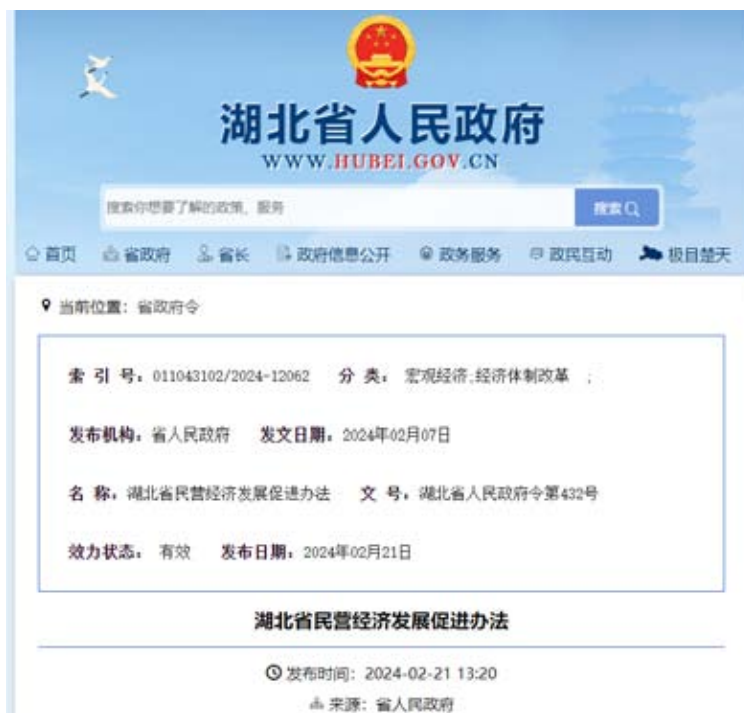 湖北省人民政府
WWW.HUBEI.GOV.CN
搜索你想要了解的政策、服务 搜索
首页 省政府 省长 政府信息公开 政务服务 政民互动 极目楚天
当前位置：省政府令
索 引 号：011043102/2024-12062 分 类： 宏观经济;经济体制改革 ；
发布机构：省人民政府 发文日期：2024年02月07日
名 称：湖北省民营经济发展促进办法 文 号：湖北省人民政府令第432号
效力状态： 有效 发布日期：2024年02月21日
湖北省民营经济发展促进办法
发布时间：2024-02-21 13:20
来源：省人民政府